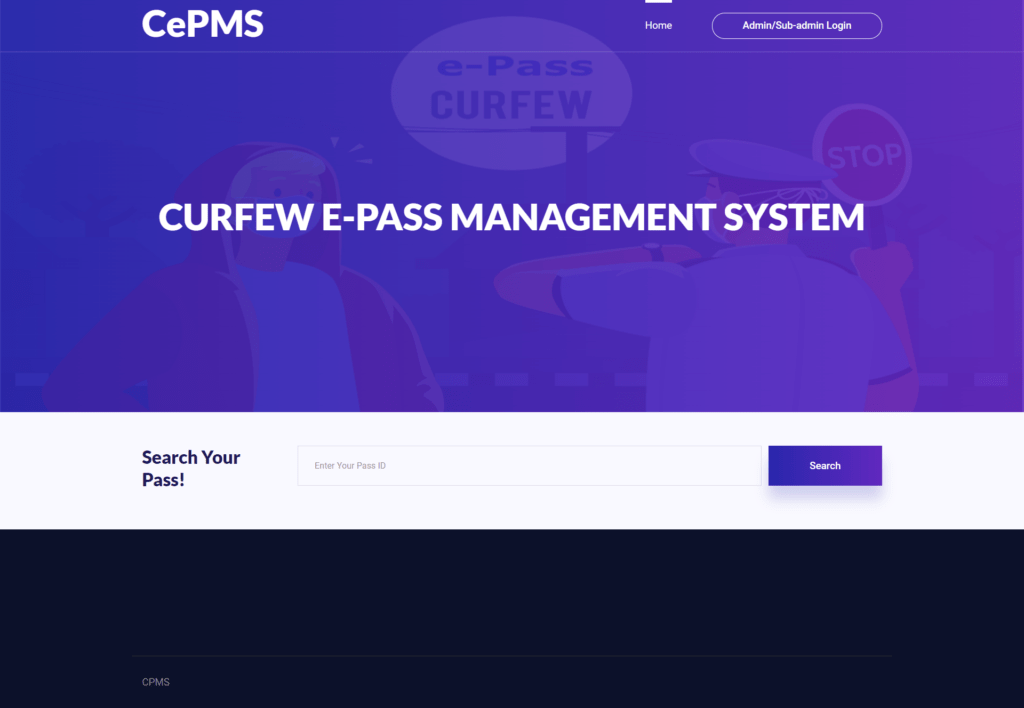 CePMS
Home
Admin/Sub-admin Login
e-Pass
CURFEW
STOP
CURFEW E-PASS MANAGEMENT SYSTEM
Search Your
Pass!
Enter Your Pass ID
Search
CPMS